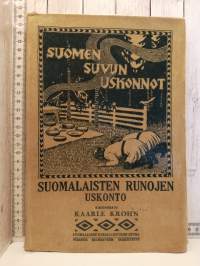 SUOMEN
SUVUN
USKONNOT
SUOMALAISTEN RUNOJEN
USKONTO
KAARLE KROHN